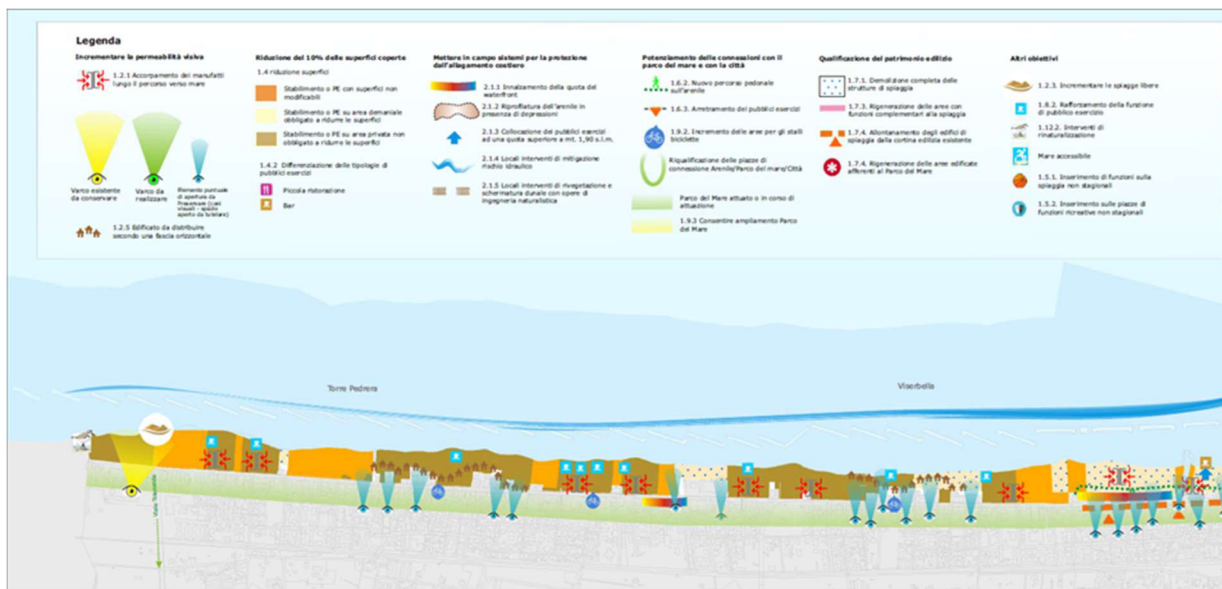 Legenda
Incrementare la permeabilità visiva
1.2.1 Accorpamento dei manufatti
lungo il percorso verso mare
Varco esistente
da conservare
Varco da
realizzare
Elemento puntuale
di apertura da
1.2.5 Edificato da distribuire
secondo una fascia orizzontale
Riduzione del 10% delle superfici coperte
1.4 riduzione superfici
Stabilimento o PE con superfici non
modificabili
Stabilimento o PE su area demaniale
obbligato a ridurre le superfici
Stabilimento o PE su area privata non
obbligato a ridurre le superfici
1.4.2 Differenziazione delle tipologie di
pubblici esercizi
Piccola ristorazione
Bar
Mettere in campo sistemi per la protezione
dall'allagamento costiero
2.1.1 Innalzamento della quota del
waterfront
2.1.2 Riprofilatura dell'arenile in
presenza di depressioni
2.1.3 Collocazione dei pubblici esercizi
ad una quota superiore a mt. 1,90 s.l.m.
2.1.4 Locali interventi di mitigazione
rischio idraulico
2.1.5 Locali interventi di rivegetazione e
schermatura dunale con opere di
ingegneria naturalistica
Potenziamento delle connessioni con il
parco del mare e con la città
1.6.2. Nuovo percorso pedonale
sull'arenile
1.6.3. Arretramento dei pubblici esercizi
1.9.2. Incremento delle aree per gli stalli
biciclette
Riqualificazione delle piazze di
connessione Arenile/Parco del mare/Città
Parco del Mare attuato o in corso di
attuazione
1.9.3 Consentire ampliamento Parco
del Mare
Qualificazione del patrimonio edilizio
1.7.1. Demolizione completa delle
strutture di spiaggia
1.7.3. Rigenerazione delle aree con
funzioni complementari alla spiaggia
1.7.4. Allontanamento degli edifici di
spiaggia dalla cortina edilizia esistente
1.7.4. Rigenerazione delle aree edificate
afferenti al Parco del Mare
Altri obiettivi
1.2.3. Incrementare le spiagge libere
1.8.2. Rafforzamento della funzione
di pubblico esercizio
1.12.2. Interventi di
rinaturalizzazione
Mare accessibile
1.5.1. Inserimento di funzioni sulla
spiaggia non stagionali
1.5.2. Inserimento sulle piazze di
funzioni ricreative non stagionali
Torre Pedrera
Viserbella